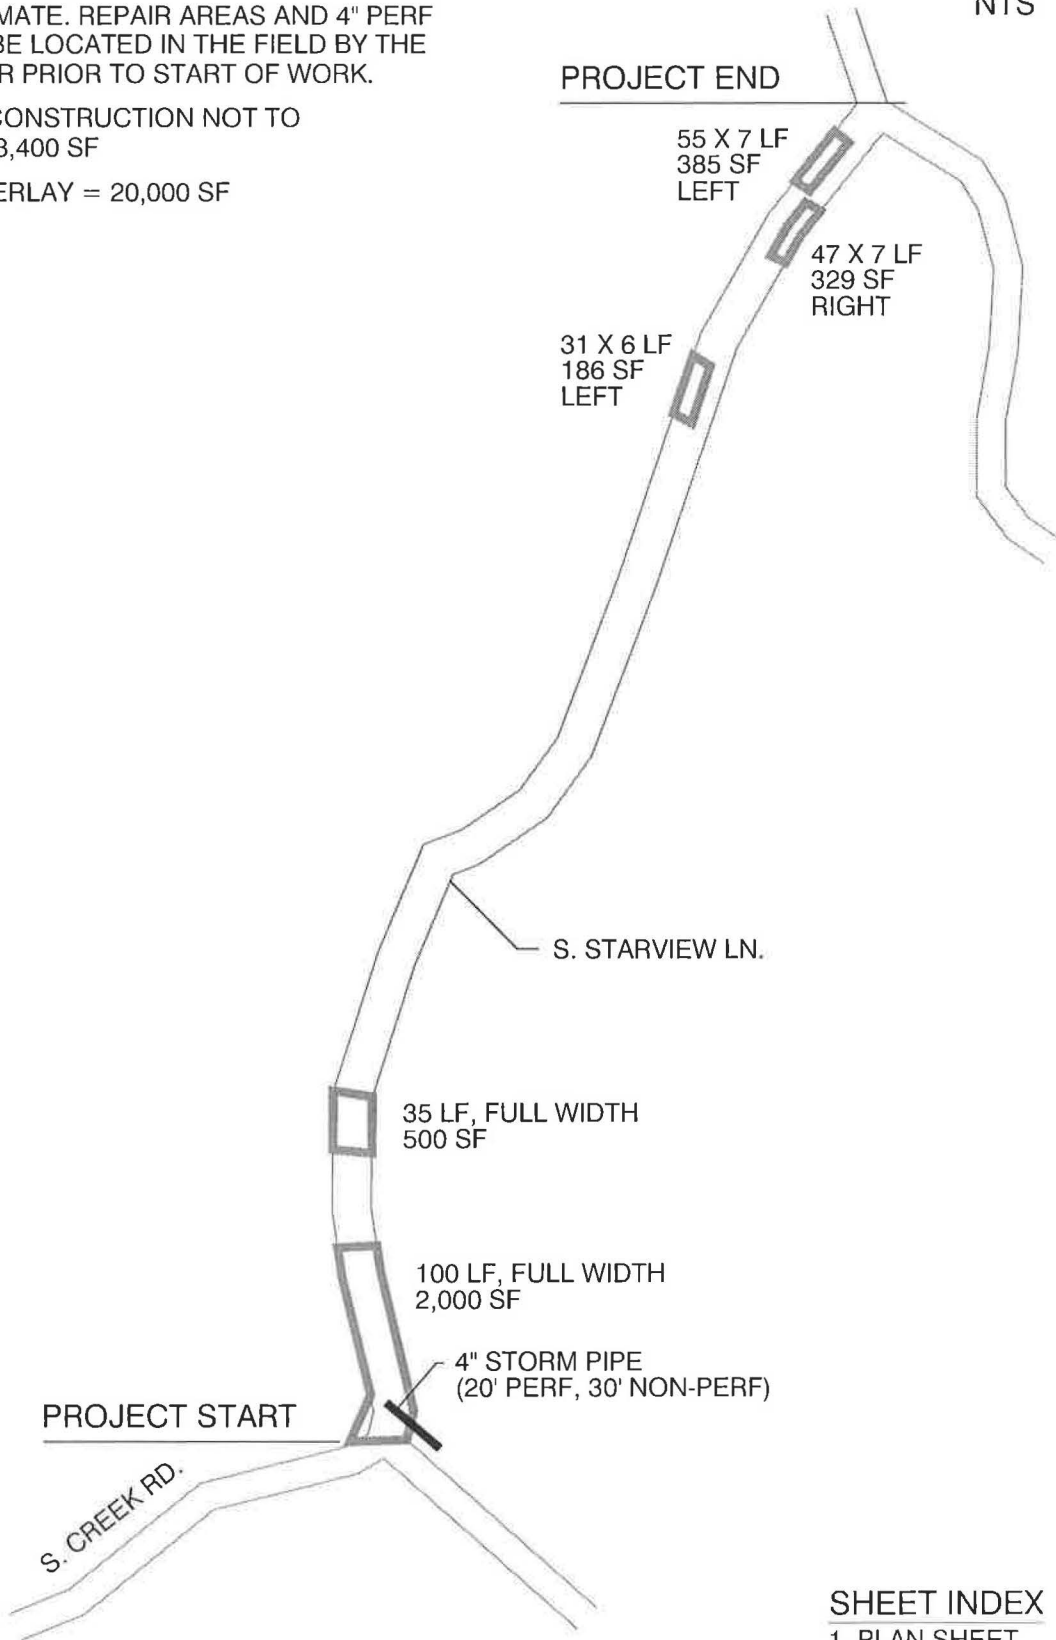 MATE. REPAIR AREAS AND 4" PERF
BE LOCATED IN THE FIELD BY THE
R PRIOR TO START OF WORK.
CONSTRUCTION NOT TO
3,400 SF
ERLAY = 20,000 SF
NTS
PROJECT END
55 X 7 LF
385 SF
LEFT
47 X 7 LF
329 SF
RIGHT
31 X 6 LF
186 SF
LEFT
S. STARVIEW LN.
35 LF, FULL WIDTH
500 SF
100 LF, FULL WIDTH
2,000 SF
4" STORM PIPE
(20' PERF, 30' NON-PERF)
PROJECT START
S. CREEK RD.
SHEET INDEX
1. PLAN SHEET